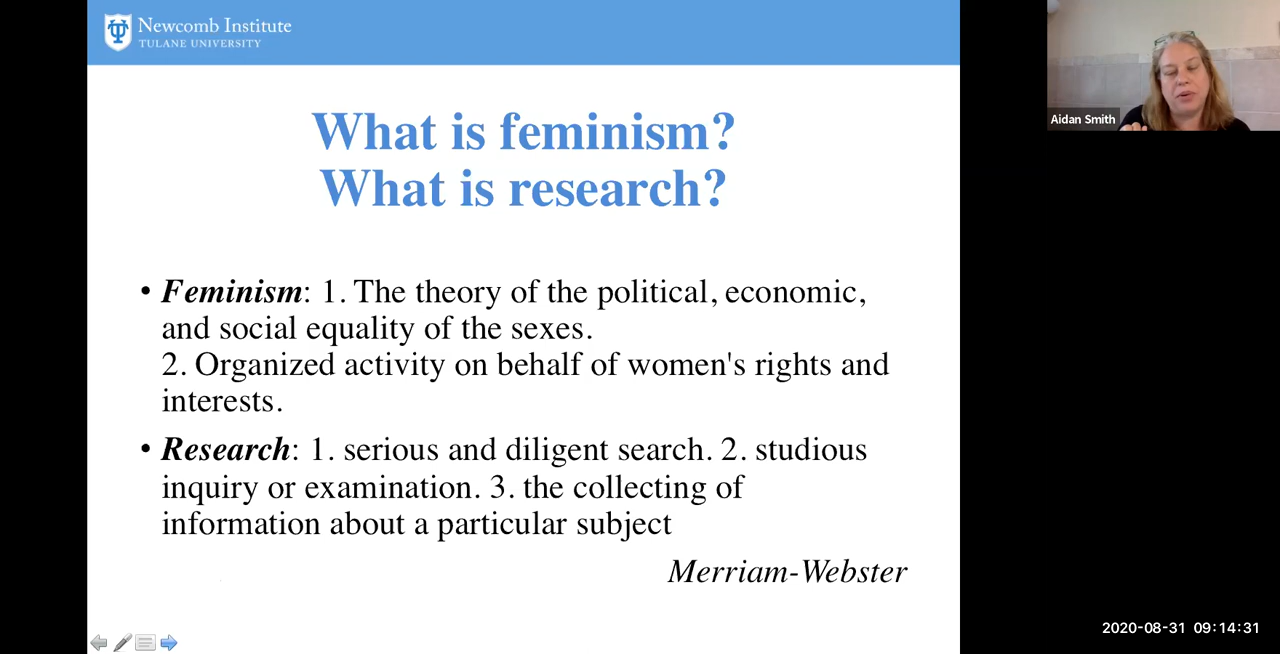 Newcomb Institute
TULANE UNIVERSITY
What is feminism?
What is research?
• Feminism: 1. The theory of the political, economic,
and social equality of the sexes.
2. Organized activity on behalf of women's rights and
interests.
• Research: 1. serious and diligent search. 2. studious
inquiry or examination. 3. the collecting of
information about a particular subject
Merriam-Webster
Aidan Smith
2020-08-31 09:14:31